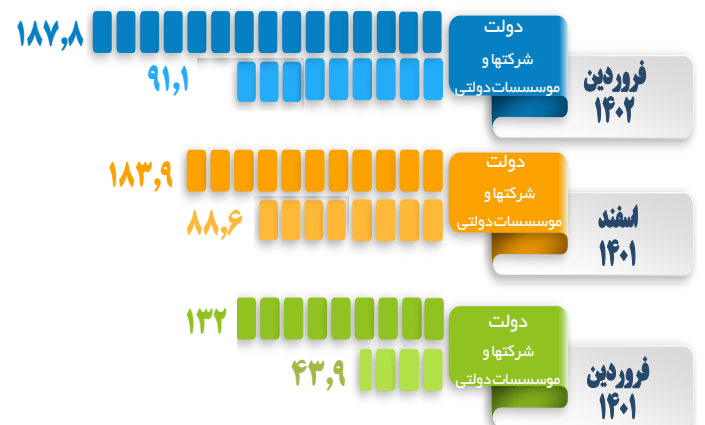 دولت
۱۸۷,۸
شرکتها و
موسسسات دولتی
۹۱,۱
فروردین
۱۴۰۲
دولت
۱۸۳,۹
شرکتها و
موسسسات دولتی
۸۸,۶
اسفند
۱۴۰۱
دولت
۱۳۲
شرکتها و
موسسسات دولتی
۴۳,۹
فروردین
۱۴۰۱